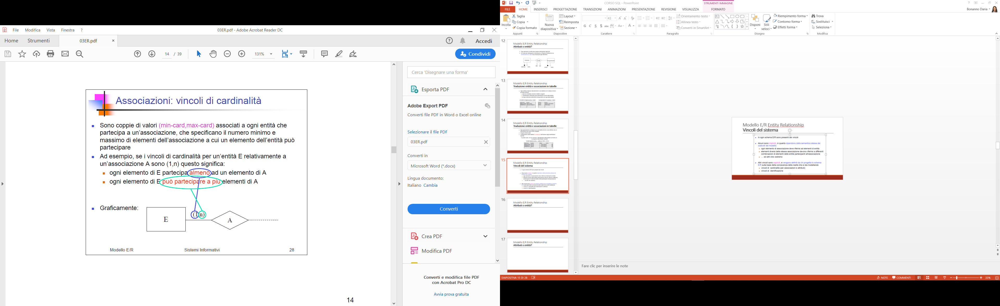 File Modifica Vista Finestra ?
03ER.pdf - Adobe Acrobat Reader DC
Home Strumenti 03ER.pdf × Accedi
14 / 39 131% Condividi
Associazioni: vincoli di cardinalità
Sono coppie di valori (min-card,max-card) associati a ogni entità che
partecipa a un'associazione, che specificano il numero minimo e
massimo di elementi dell'associazione a cui un elemento dell'entità può
partecipare
Ad esempio, se i vincoli di cardinalità per un'entità E relativamente a
un'associazione A sono (1,n) questo significa:
ogni elemento di E partecipa almeno ad un elemento di A
ogni elemento di E può partecipare a più elementi di A
Graficamente:
E
(1,n)
A
Modello E/R Sistemi Informativi 28
14
Cerca 'Disegnare una forma'
Esporta PDF
Adobe Export PDF
Converti file PDF in Word o Excel online
Selezionare il file PDF
03ER.pdf
Converti in
Microsoft Word (*.docx)
Lingua documento:
Italiano Cambia
Converti
Crea PDF
Modifica PDF
Converti e modifica file PDF
con Acrobat Pro DC
Avvia prova gratuita
CORSO SQL - PowerPoint
STRUMENTI IMMAGINE
FILE HOME INSERISCI PROGETTAZIONE TRANSIZIONI ANIMAZIONI PRESENTAZIONE REVISIONE VISUALIZZA FORMATO
Bonanno Daria
Incolla
Taglia
Copia
Copia formato
Appunti
Nuova
diapositiva
Layout
Reimposta
Sezione
Diapositive
43
G C S S abc AV Aa A
Carattere
Orientamento testo
Allinea testo
Converti in SmartArt
Paragrafo
Disponi
Stili
veloci
Riempimento forma
Contorno forma
Effetti forma
Disegno
Trova
Sostituisci
Seleziona
Modifica
12
Modello E/R Entity Relationship
Attributi o entità?
13
Modello E/R Entity Relationship
Traduzione entità e associazioni in tabelle
14
Modello E/R Entity Relationship
Traduzione entità e associazioni in tabelle
15
Modello E/R Entity Relationship
Vincoli del sistema
16
Modello E/R Entity Relationship
Attributi o entità?
17
Modello E/R Entity Relationship
Attributi o entità?
Modello E/R Entity Relationship
Vincoli del sistema
In ogni schema E/R sono presenti dei vincoli
Alcuni sono impliciti, in quanto dipendono dalla semantica stessa dei
costrutti del modello:
ogni elemento di associazione deve riferirsi ad elementi di entità
elementi diversi della stessa associazione devono riferirsi a differenti
combinazioni di elementi delle entità partecipanti all'associazione
… ed altri che vedremo
Altri vincoli sono espliciti, e vengono definiti da chi progetta lo schema
E/R sulla base della conoscenza della realtà che si sta modellando
vincoli di cardinalità (per associazioni e attributi)
vincoli di identificazione
Fare clic per inserire le note
DIAPOSITIVA 15 DI 28
NOTE COMMENTI 33%